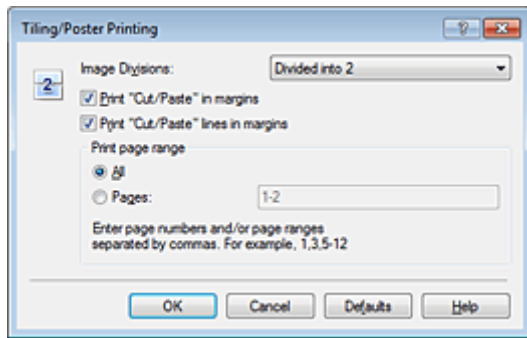 Tiling/Poster Printing
Image Divisions: Divided into 2
2
Print "Cut/Paste" in margins
Print "Cut/Paste" lines in margins
Print page range
All
Pages: 1-2
Enter page numbers and/or page ranges
separated by commas. For example, 1,3,5-12
OK Cancel Defaults Help